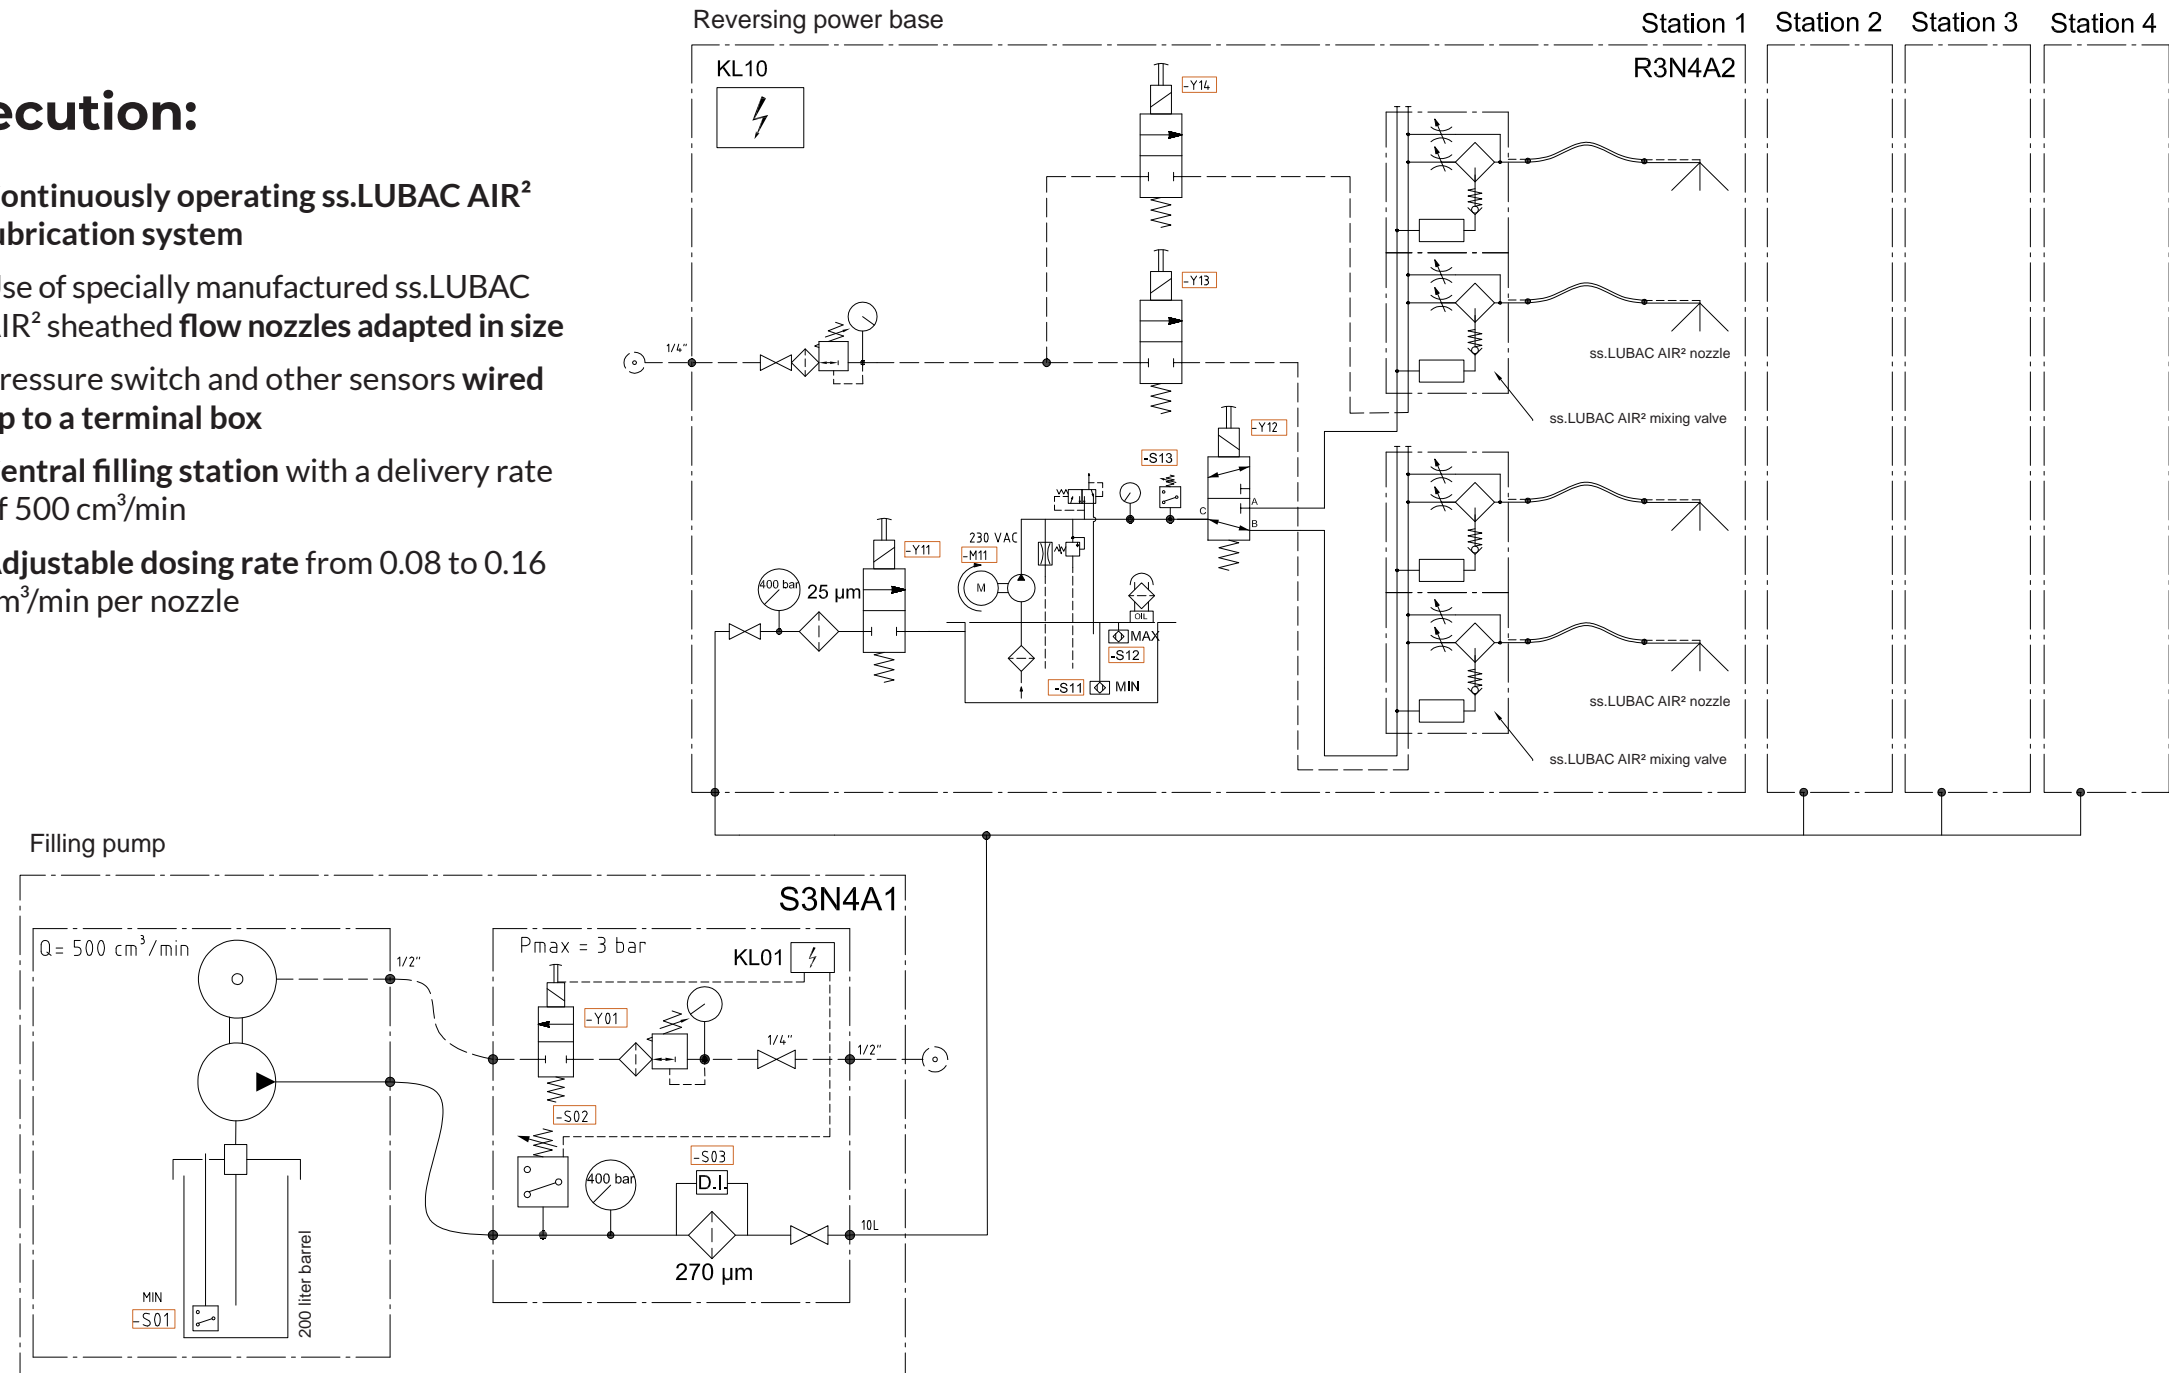 ecution:
ontinuously operating ss.LUBAC AIR²
ubrication system
se of specially manufactured ss.LUBAC
AIR² sheathed flow nozzles adapted in size
ressure switch and other sensors wired
p to a terminal box
entral filling station with a delivery rate
f 500 cm³/min
Adjustable dosing rate from 0.08 to 0.16
m³/min per nozzle
Reversing power base
Station 1
Station 2
Station 3
Station 4
KL10
R3N4A2
-Y14
-Y13
1/4"
ss.LUBAC AIR² nozzle
ss.LUBAC AIR² mixing valve
-Y12
-S13
A
C
B
230 VAC
-M11
M
-Y11
400 bar
25 µm
OIL
MAX
-S12
-S11
MIN
ss.LUBAC AIR² nozzle
ss.LUBAC AIR² mixing valve
Filling pump
S3N4A1
Q= 500 cm³/min
1/2"
Pmax = 3 bar
KL01
-Y01
1/4"
1/2"
-S02
-S03
D.I.
400 bar
10L
270 µm
MIN
-S01
200 liter barrel